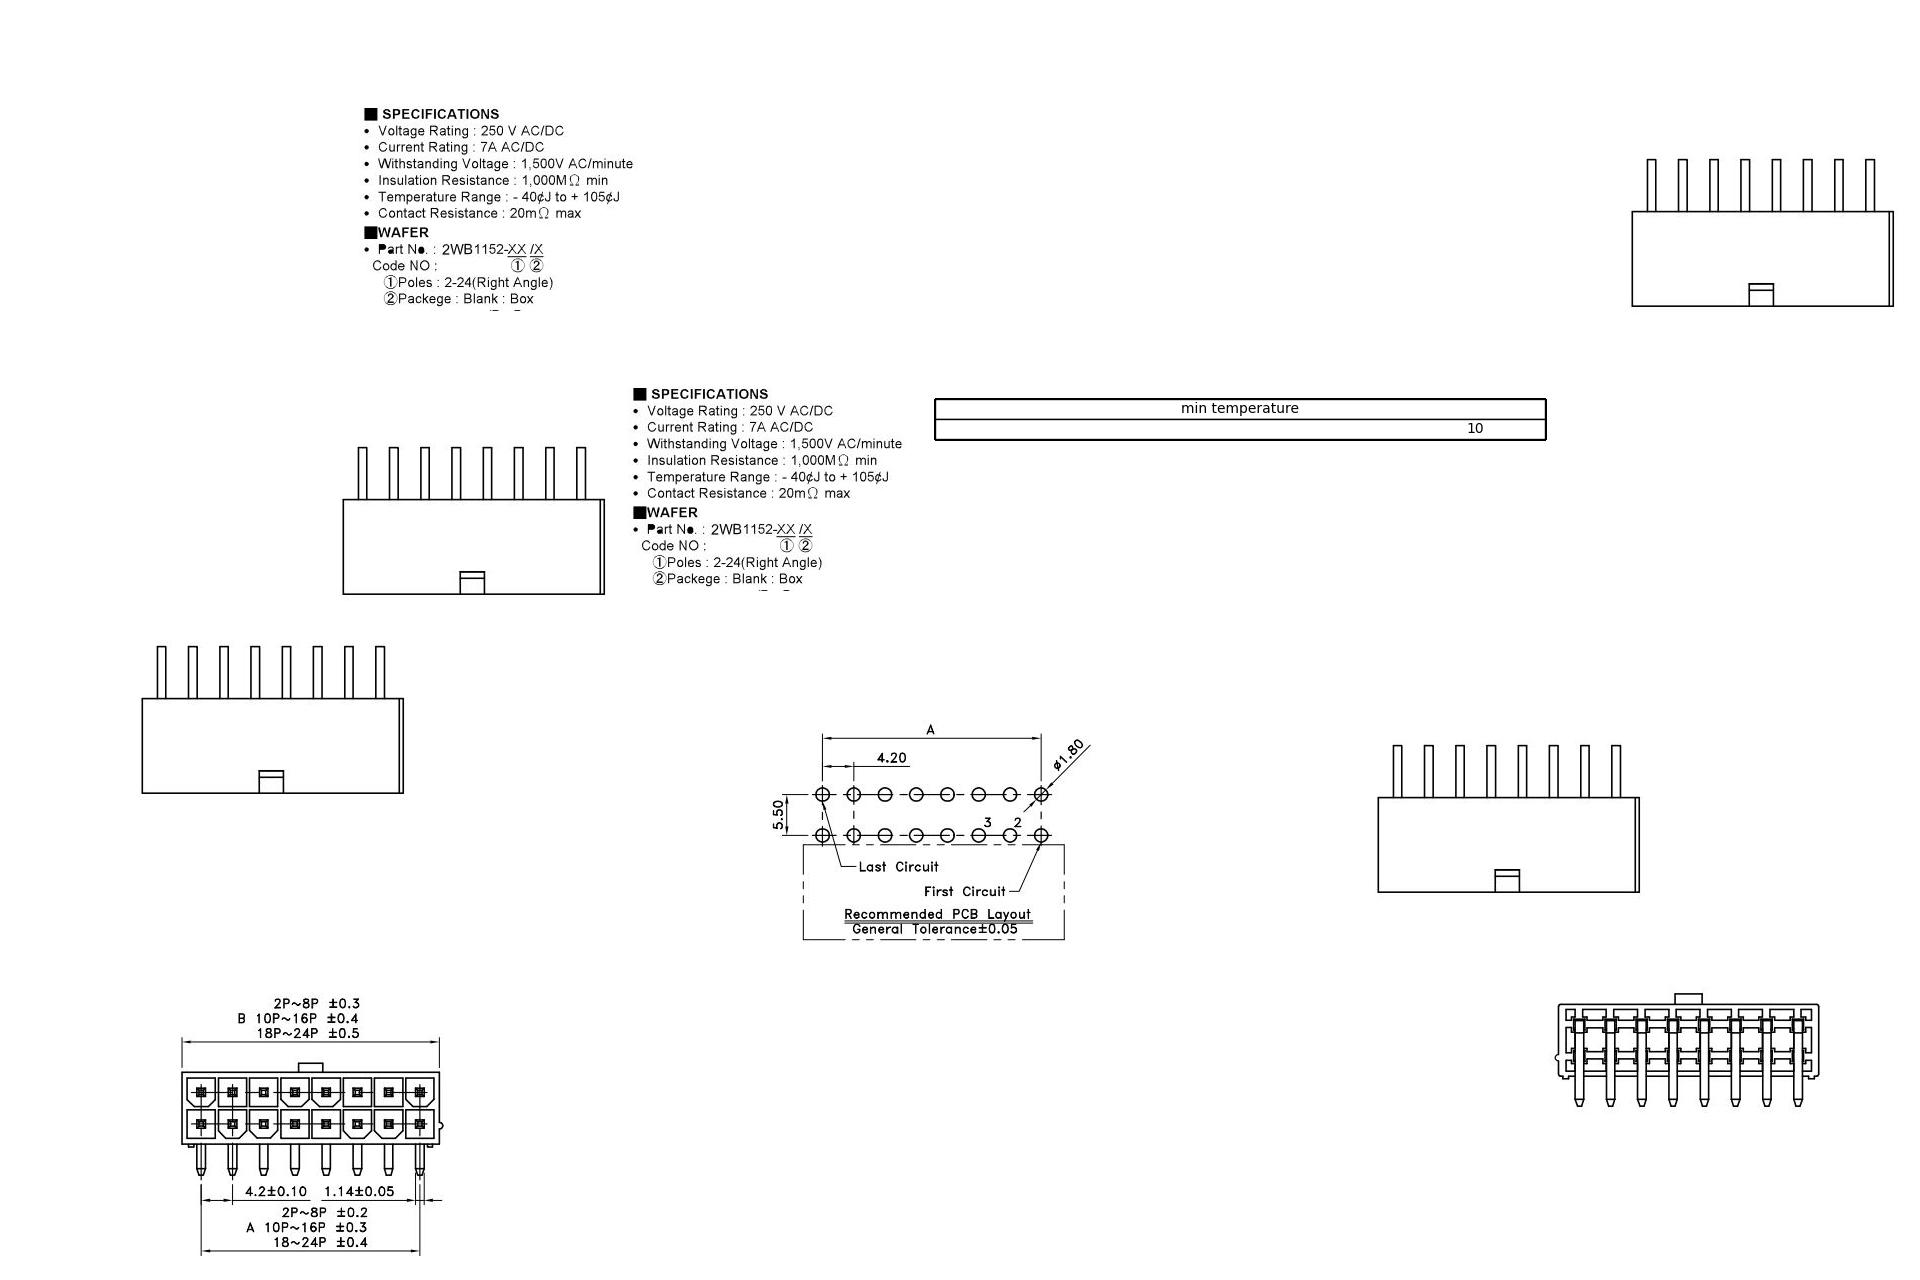 ■ SPECIFICATIONS
• Voltage Rating : 250 V AC/DC
• Current Rating : 7A AC/DC
• Withstanding Voltage : 1,500V AC/minute
• Insulation Resistance : 1,000MΩ min
• Temperature Range : - 40¢J to + 105¢J
• Contact Resistance : 20mΩ max
■WAFER
• Part No. : 2WB1152-XX /X
Code NO : ① ②
①Poles : 2-24(Right Angle)
②Packege : Blank : Box
■ SPECIFICATIONS
• Voltage Rating : 250 V AC/DC
• Current Rating : 7A AC/DC
• Withstanding Voltage : 1,500V AC/minute
• Insulation Resistance : 1,000MΩ min
• Temperature Range : - 40¢J to + 105¢J
• Contact Resistance : 20mΩ max
■WAFER
• Part No. : 2WB1152-XX /X
Code NO : ① ②
①Poles : 2-24(Right Angle)
②Packege : Blank : Box
min temperature
10
A
4.20
ø1.80
5.50
3 2
Last Circuit
First Circuit
Recommended PCB Layout
General Tolerance±0.05
2P~8P ±0.3
B 10P~16P ±0.4
18P~24P ±0.5
4.2±0.10 1.14±0.05
2P~8P ±0.2
A 10P~16P ±0.3
18~24P ±0.4